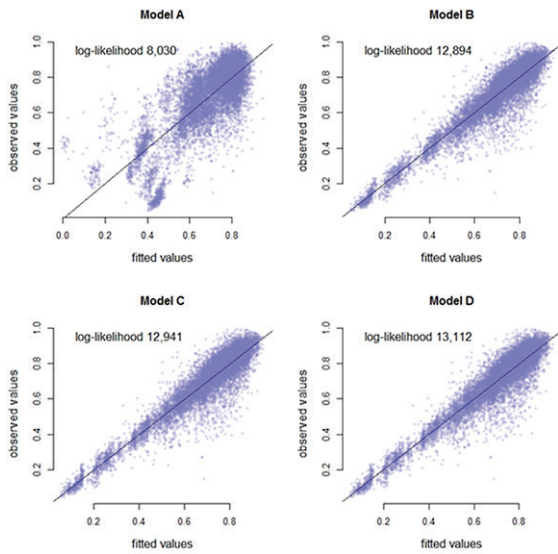 Model A
log-likelihood 8,030
observed values
1.0
0.8
0.6
0.4
0.2
0.0 0.2 0.4 0.6 0.8
fitted values
Model B
log-likelihood 12,894
observed values
1.0
0.8
0.6
0.4
0.2
0.2 0.4 0.6 0.8
fitted values
Model C
log-likelihood 12,941
observed values
1.0
0.8
0.6
0.4
0.2
0.2 0.4 0.6 0.8
fitted values
Model D
log-likelihood 13,112
observed values
1.0
0.8
0.6
0.4
0.2
0.2 0.4 0.6 0.8
fitted values